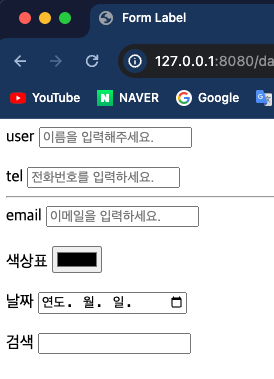 Form Label
127.0.0.1:8080/da
YouTube NAVER Google
user 이름을 입력해주세요.
tel 전화번호를 입력하세요.
email 이메일을 입력하세요.
색상표
날짜 연도. 월. 일.
검색